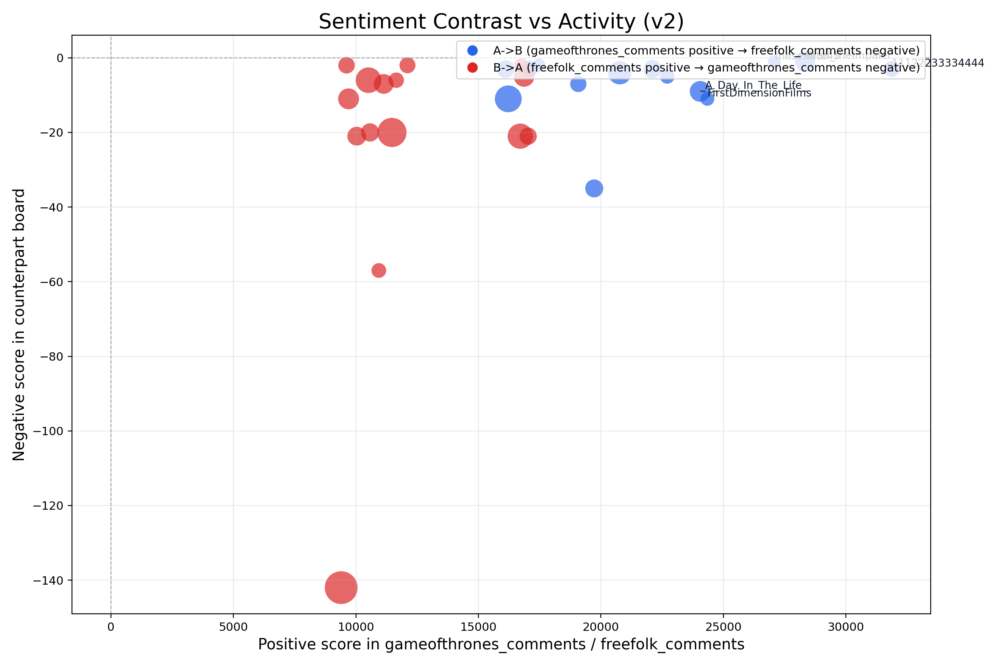 Sentiment Contrast vs Activity (v2)
A->B (gameofthrones_comments positive → freefolk_comments negative)
B->A (freefolk_comments positive → gameofthrones_comments negative)
111222233334444
_A_Day_In_The_Life_
FirstDimensionFilms
Negative score in counterpart board
0
−20
−40
−60
−80
−100
−120
−140
0
5000
10000
15000
20000
25000
30000
Positive score in gameofthrones_comments / freefolk_comments